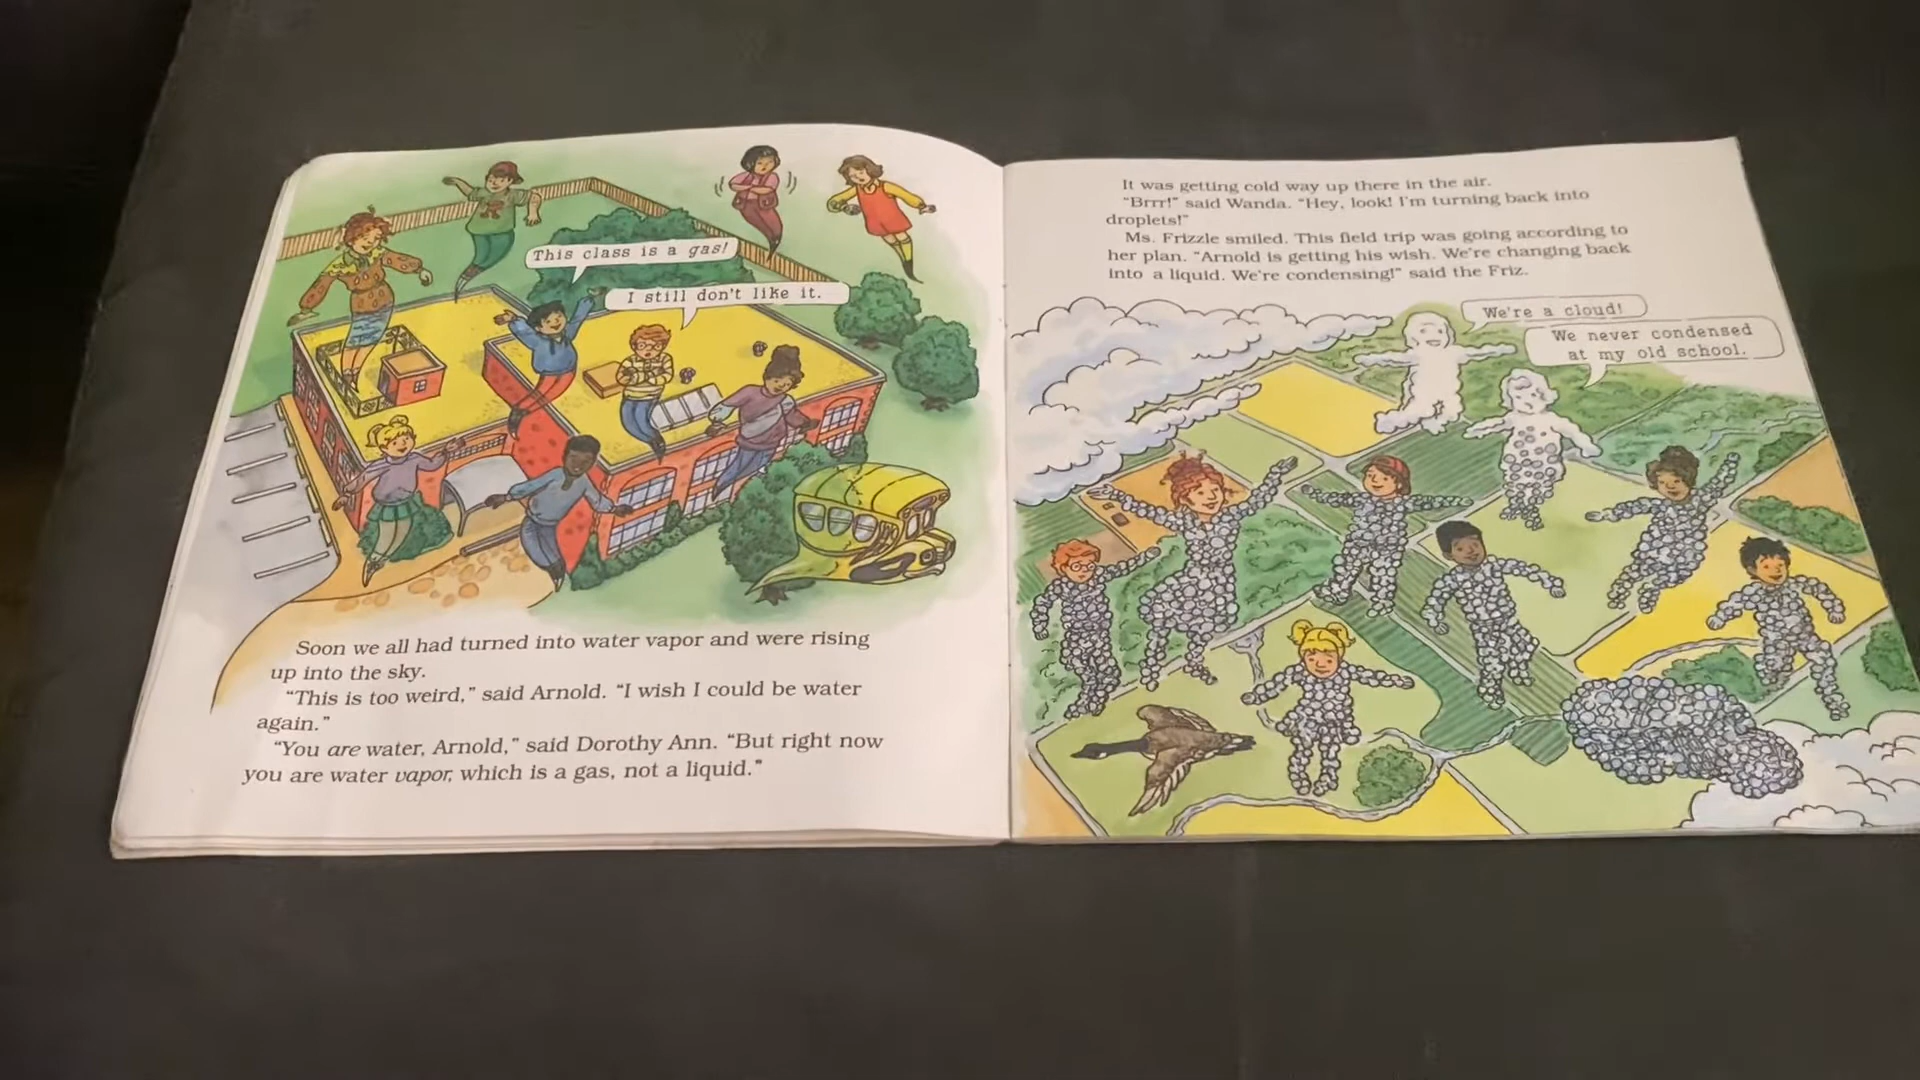 This class is a gas!
I still don't like it.
Soon we all had turned into water vapor and were rising
up into the sky.
"This is too weird," said Arnold. "I wish I could be water
again."
"You are water, Arnold," said Dorothy Ann. "But right now
you are water vapor, which is a gas, not a liquid."
It was getting cold way up there in the air.
"Brrr!" said Wanda. "Hey, look! I'm turning back into
droplets!"
Ms. Frizzle smiled. This field trip was going according to
her plan. "Arnold is getting his wish. We're changing back
into a liquid. We're condensing!" said the Friz.
We're a cloud!
We never condensed
at my old school.